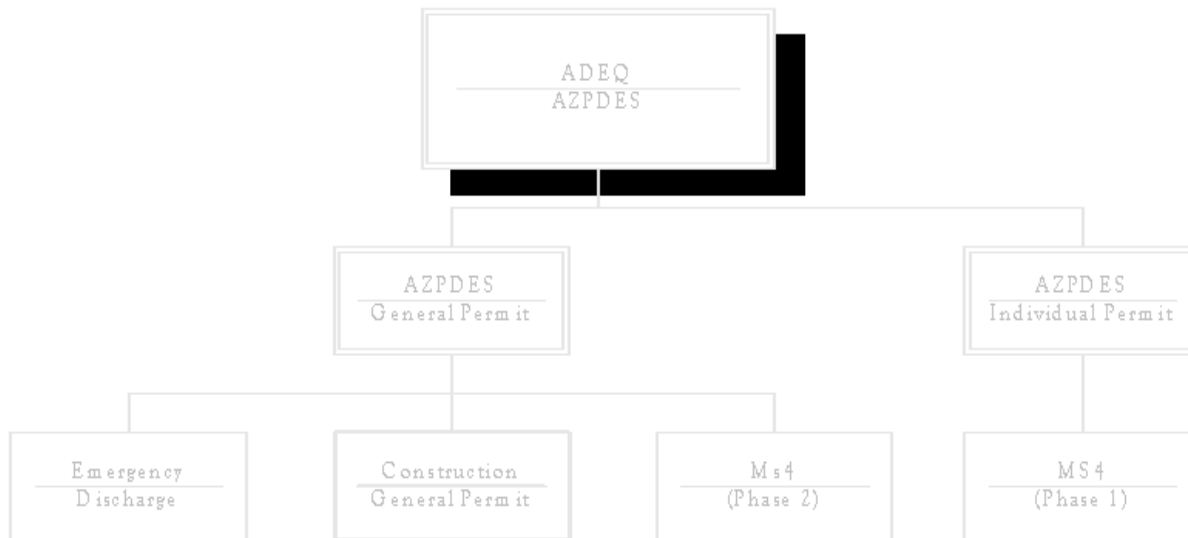 ADEQ
AZPDES
AZPDES
General Permit
AZPDES
Individual Permit
Emergency
Discharge
Construction
General Permit
Ms4
(Phase 2)
MS4
(Phase 1)